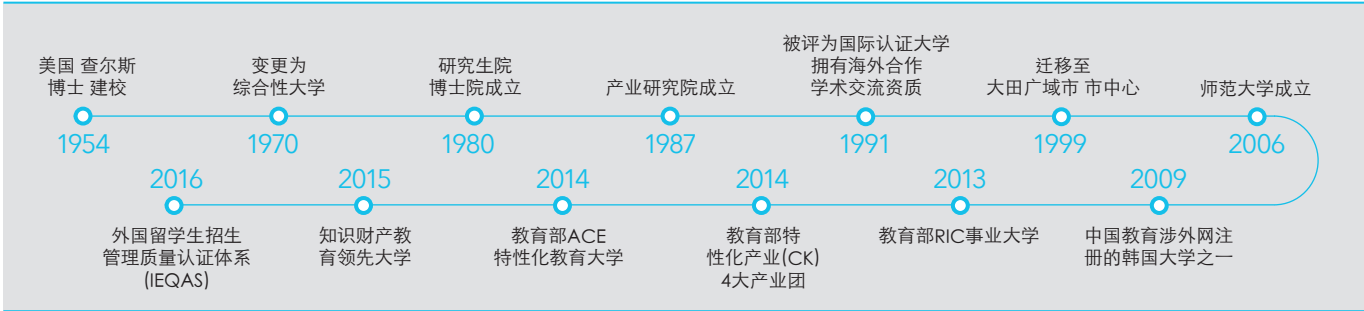 美国 查尔斯
博士 建校
1954
变更为
综合性大学
1970
研究生院
博士院成立
1980
产业研究院成立
1987
被评为国际认证大学
拥有海外合作
学术交流资质
1991
迁移至
大田广域市 市中心
1999
师范大学成立
2006
2009
中国教育涉外网注
册的韩国大学之一
2013
教育部RIC事业大学
2014
教育部特
性化产业(CK)
4大产业团
2014
教育部ACE
特性化教育大学
2015
知识财产教
育领先大学
2016
外国留学生招生
管理质量认证体系
(IEQAS)